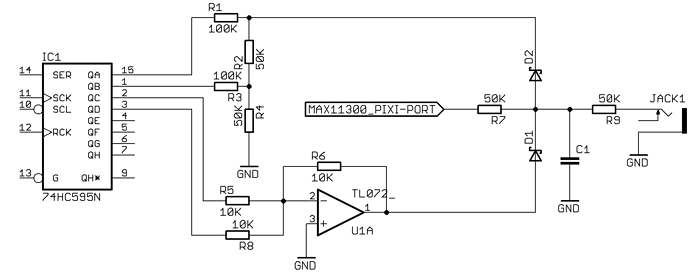 R1
100K
IC1
14 SER QA 15
QB 1
11 SCK QC 2
10 SCL QD 3
QE 4
12 RCK QF 5
QG 6
QH 7
13 G QH* 9
74HC595N
R2
50K
100K
R3
50K
R4
GND
R5
10K
10K
R8
R6
10K
2
3
1
TL072_
U1A
GND
MAX11300_PIXI-PORT
50K
R7
D2
D1
C1
GND
50K
R9
JACK1
GND